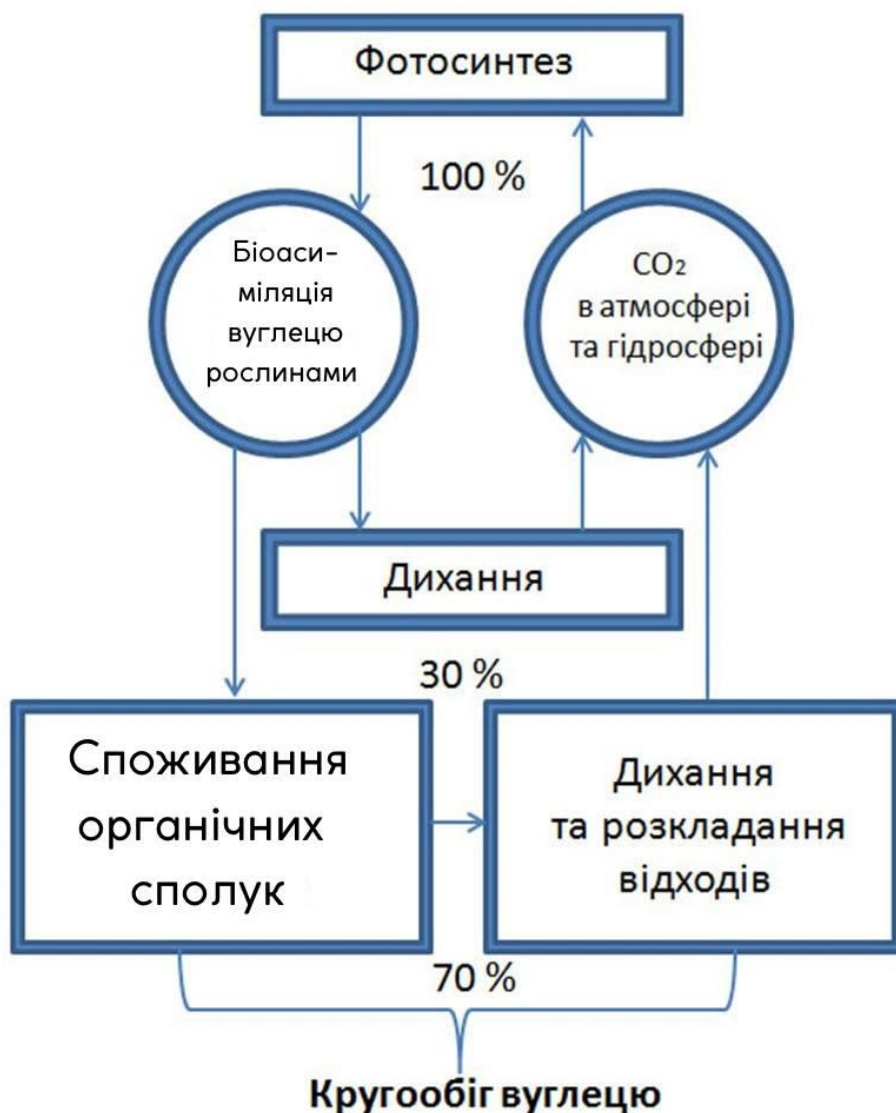 Фотосинтез
100 %
Біоаси-
міляція
вуглецю
рослинами
CO₂
в атмосфері
та гідросфері
Дихання
30 %
Споживання
органічних
сполук
Дихання
та розкладання
відходів
70 %
Кругообіг вуглецю